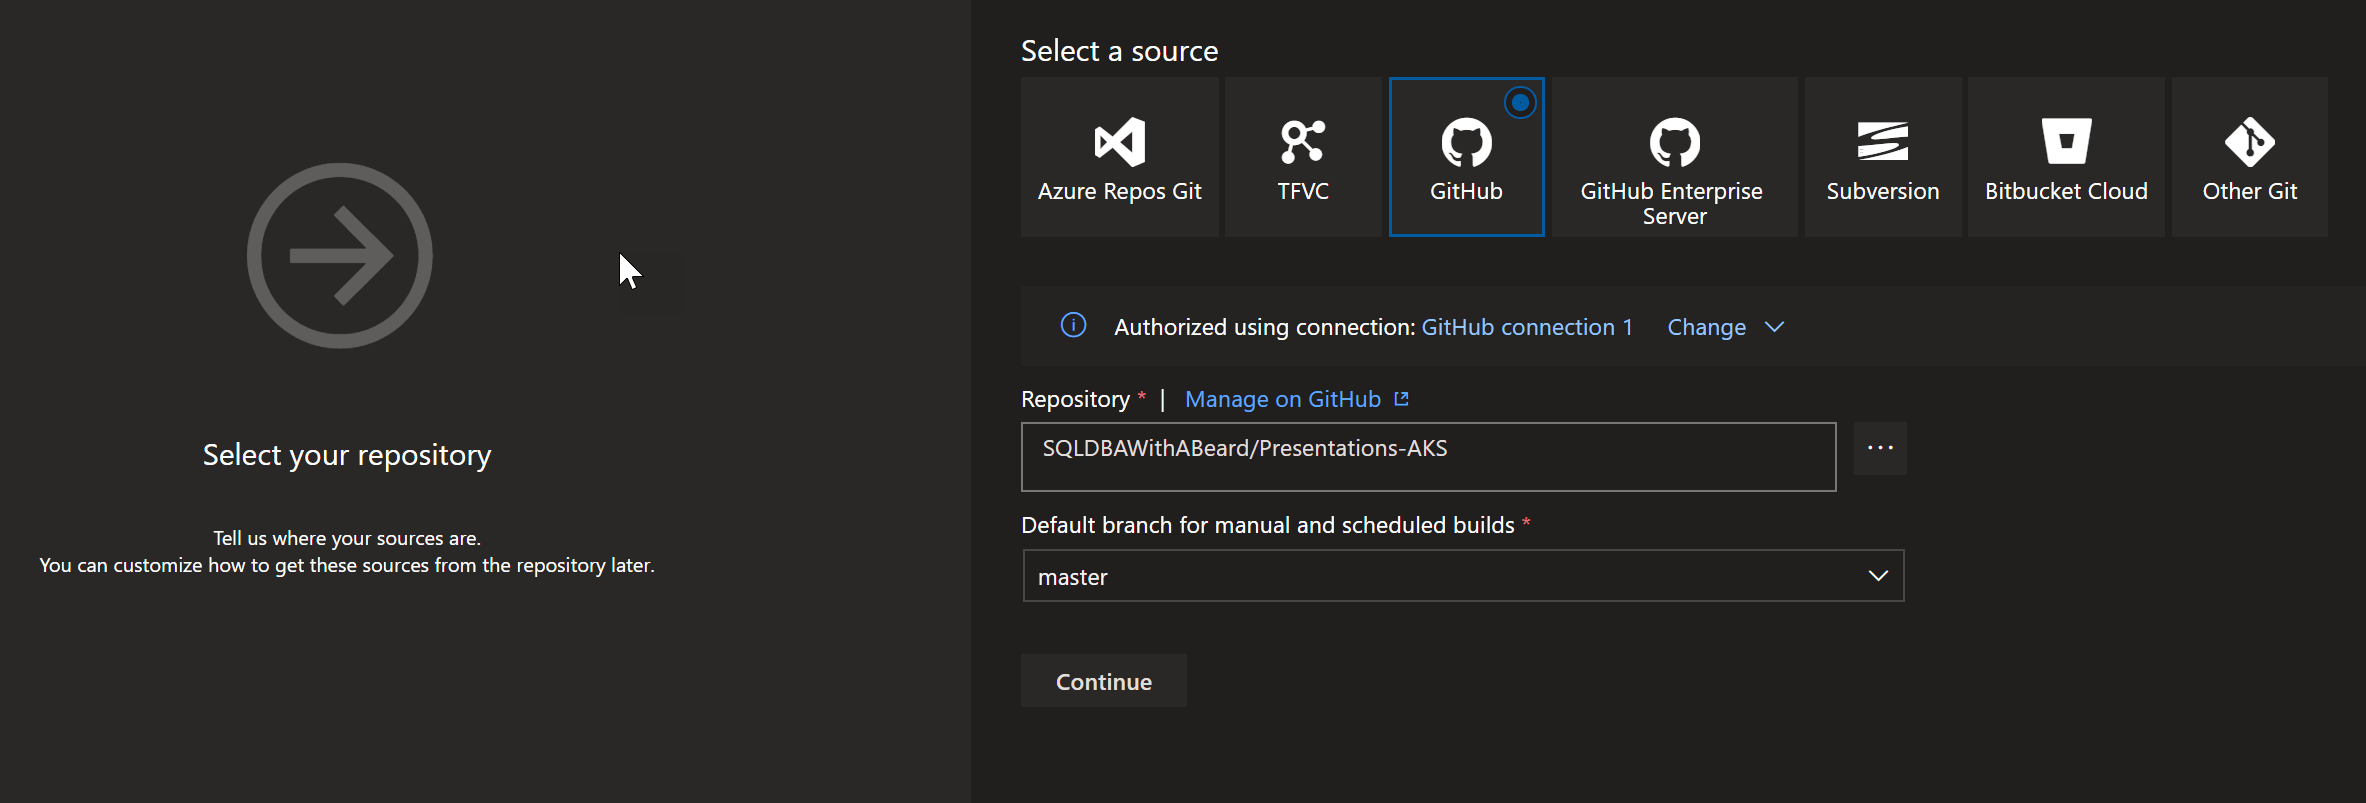 Select your repository
Tell us where your sources are.
You can customize how to get these sources from the repository later.
Select a source
Azure Repos Git
TFVC
GitHub
GitHub Enterprise
Server
Subversion
Bitbucket Cloud
Other Git
Authorized using connection: GitHub connection 1 Change
Repository * | Manage on GitHub
SQLDBAWithABeard/Presentations-AKS
...
Default branch for manual and scheduled builds *
master
Continue